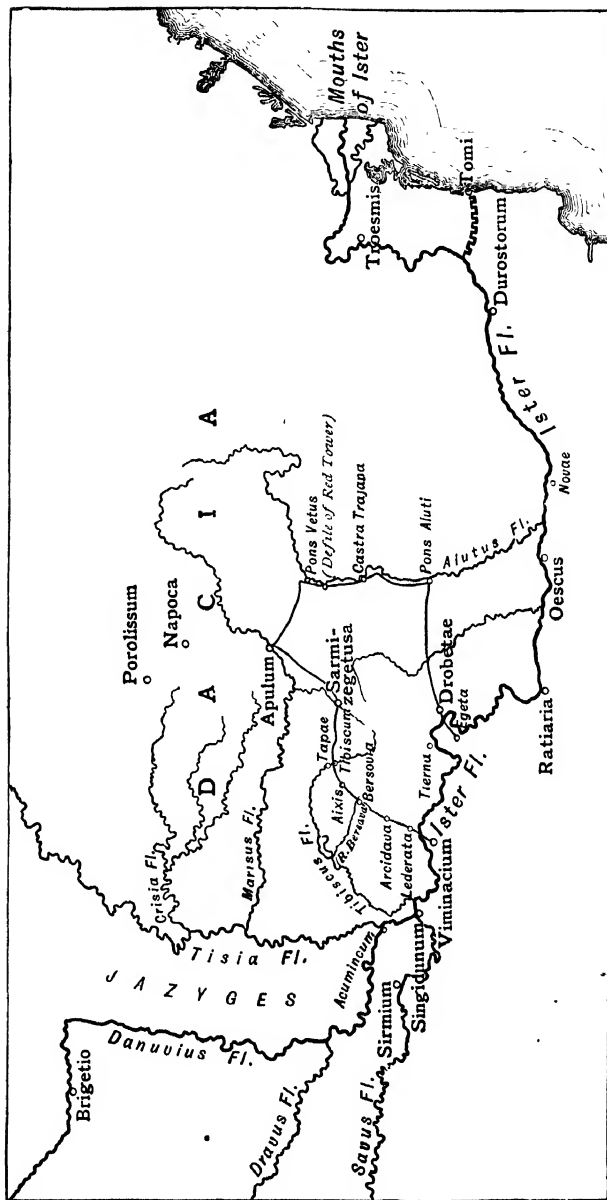 Mouths
of Ister
Tomi
Troesmis
Durostorum
Ister Fl.
Novae
D A C I A
Porolissum
Napoca
Apulum
Pons Vetus
(Defile of Red Tower)
Castra Trajana
Pons Aluti
Alutus Fl.
Oescus
Sarmi-
zegetusa
Tapae
Tibiscum
Aixis
Bersovia
(R. Bersava)
Tibiscus Fl.
Arcidava
Lederata
Tierna
Drobetae
Egeta
Ratiaria
Ister Fl.
Viminacium
Crisia Fl.
Marisus Fl.
Tisia Fl.
JAZYGES
Acumincum
Singidunum
Sirmium
Danuvius Fl.
Brigetio
Dravus Fl.
Savus Fl.